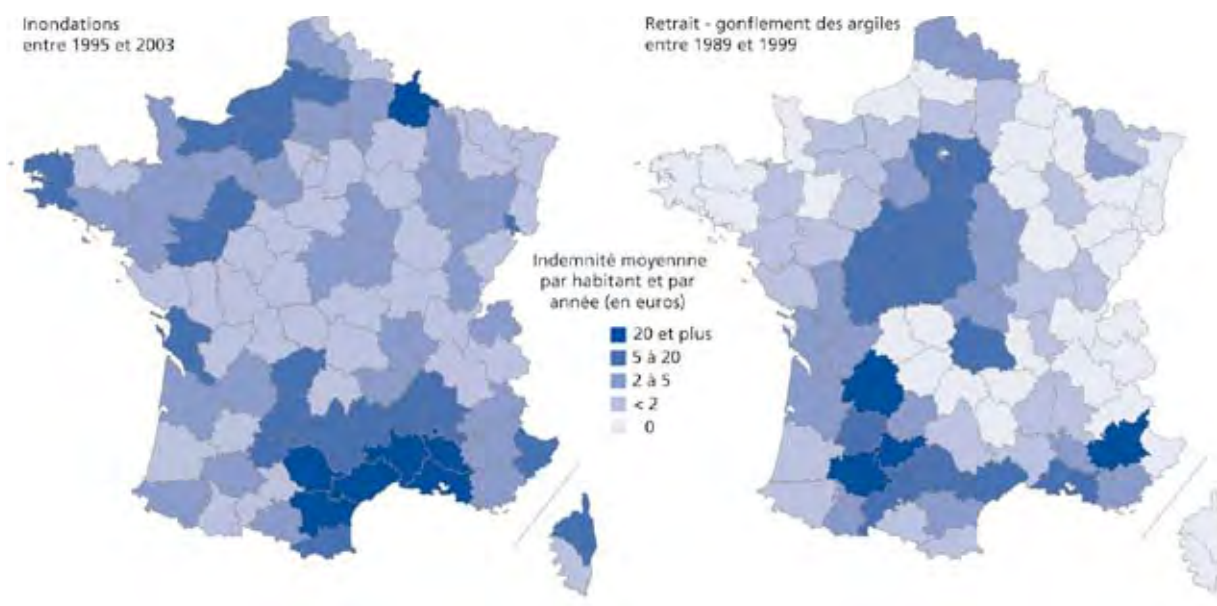 Inondations
entre 1995 et 2003
Retrait - gonflement des argiles
entre 1989 et 1999
Indemnité moyennne
par habitant et par
année (en euros)
20 et plus
5 à 20
2 à 5
< 2
0